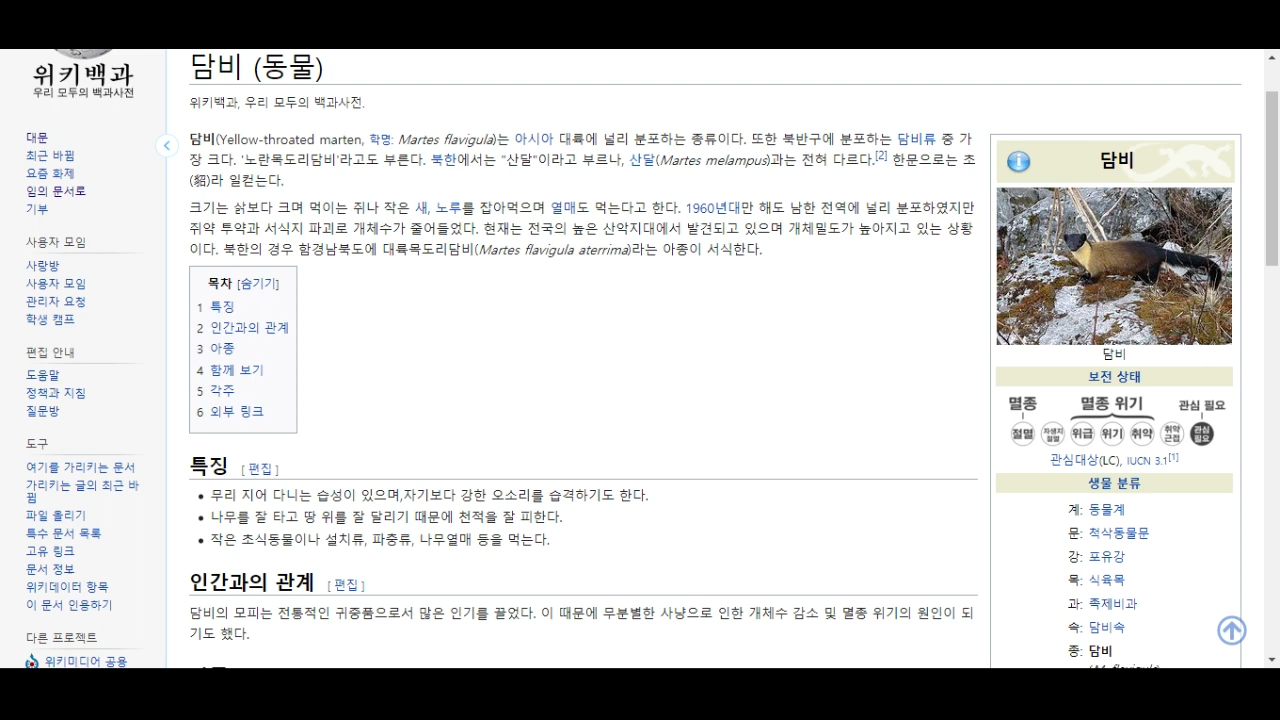 위키백과
우리 모두의 백과사전
대문
최근 바뀜
요즘 화제
임의 문서로
기부
사용자 모임
사랑방
사용자 모임
관리자 요청
학생 캠프
편집 안내
도움말
정책과 지침
질문방
도구
여기를 가리키는 문서
가리키는 글의 최근 바
뀜
파일 올리기
특수 문서 목록
고유 링크
문서 정보
위키데이터 항목
이 문서 인용하기
다른 프로젝트
위키미디어 공용
담비 (동물)
위키백과, 우리 모두의 백과사전.
담비(Yellow-throated marten, 학명: Martes flavigula)는 아시아 대륙에 널리 분포하는 종류이다. 또한 북반구에 분포하는 담비류 중 가
장 크다. '노란목도리담비'라고도 부른다. 북한에서는 "산달"이라고 부르나, 산달(Martes melampus)과는 전혀 다르다.[2] 한문으로는 초
(貂)라 일컫는다.
크기는 삵보다 크며 먹이는 쥐나 작은 새, 노루를 잡아먹으며 열매도 먹는다고 한다. 1960년대만 해도 남한 전역에 널리 분포하였지만
쥐약 투약과 서식지 파괴로 개체수가 줄어들었다. 현재는 전국의 높은 산악지대에서 발견되고 있으며 개체밀도가 높아지고 있는 상황
이다. 북한의 경우 함경남북도에 대륙목도리담비(Martes flavigula aterrima)라는 아종이 서식한다.
목차 [숨기기]
1 특징
2 인간과의 관계
3 아종
4 함께 보기
5 각주
6 외부 링크
특징 [편집]
• 무리 지어 다니는 습성이 있으며,자기보다 강한 오소리를 습격하기도 한다.
• 나무를 잘 타고 땅 위를 잘 달리기 때문에 천적을 잘 피한다.
• 작은 초식동물이나 설치류, 파충류, 나무열매 등을 먹는다.
인간과의 관계 [편집]
담비의 모피는 전통적인 귀중품으로서 많은 인기를 끌었다. 이 때문에 무분별한 사냥으로 인한 개체수 감소 및 멸종 위기의 원인이 되
기도 했다.
담비
담비
보전 상태
멸종 멸종 위기 관심 필요
절멸 자생지 절멸 위급 위기 취약 취약 근접 관심 필요
관심대상(LC), IUCN 3.1[1]
생물 분류
계: 동물계
문: 척삭동물문
강: 포유강
목: 식육목
과: 족제비과
속: 담비속
종: 담비